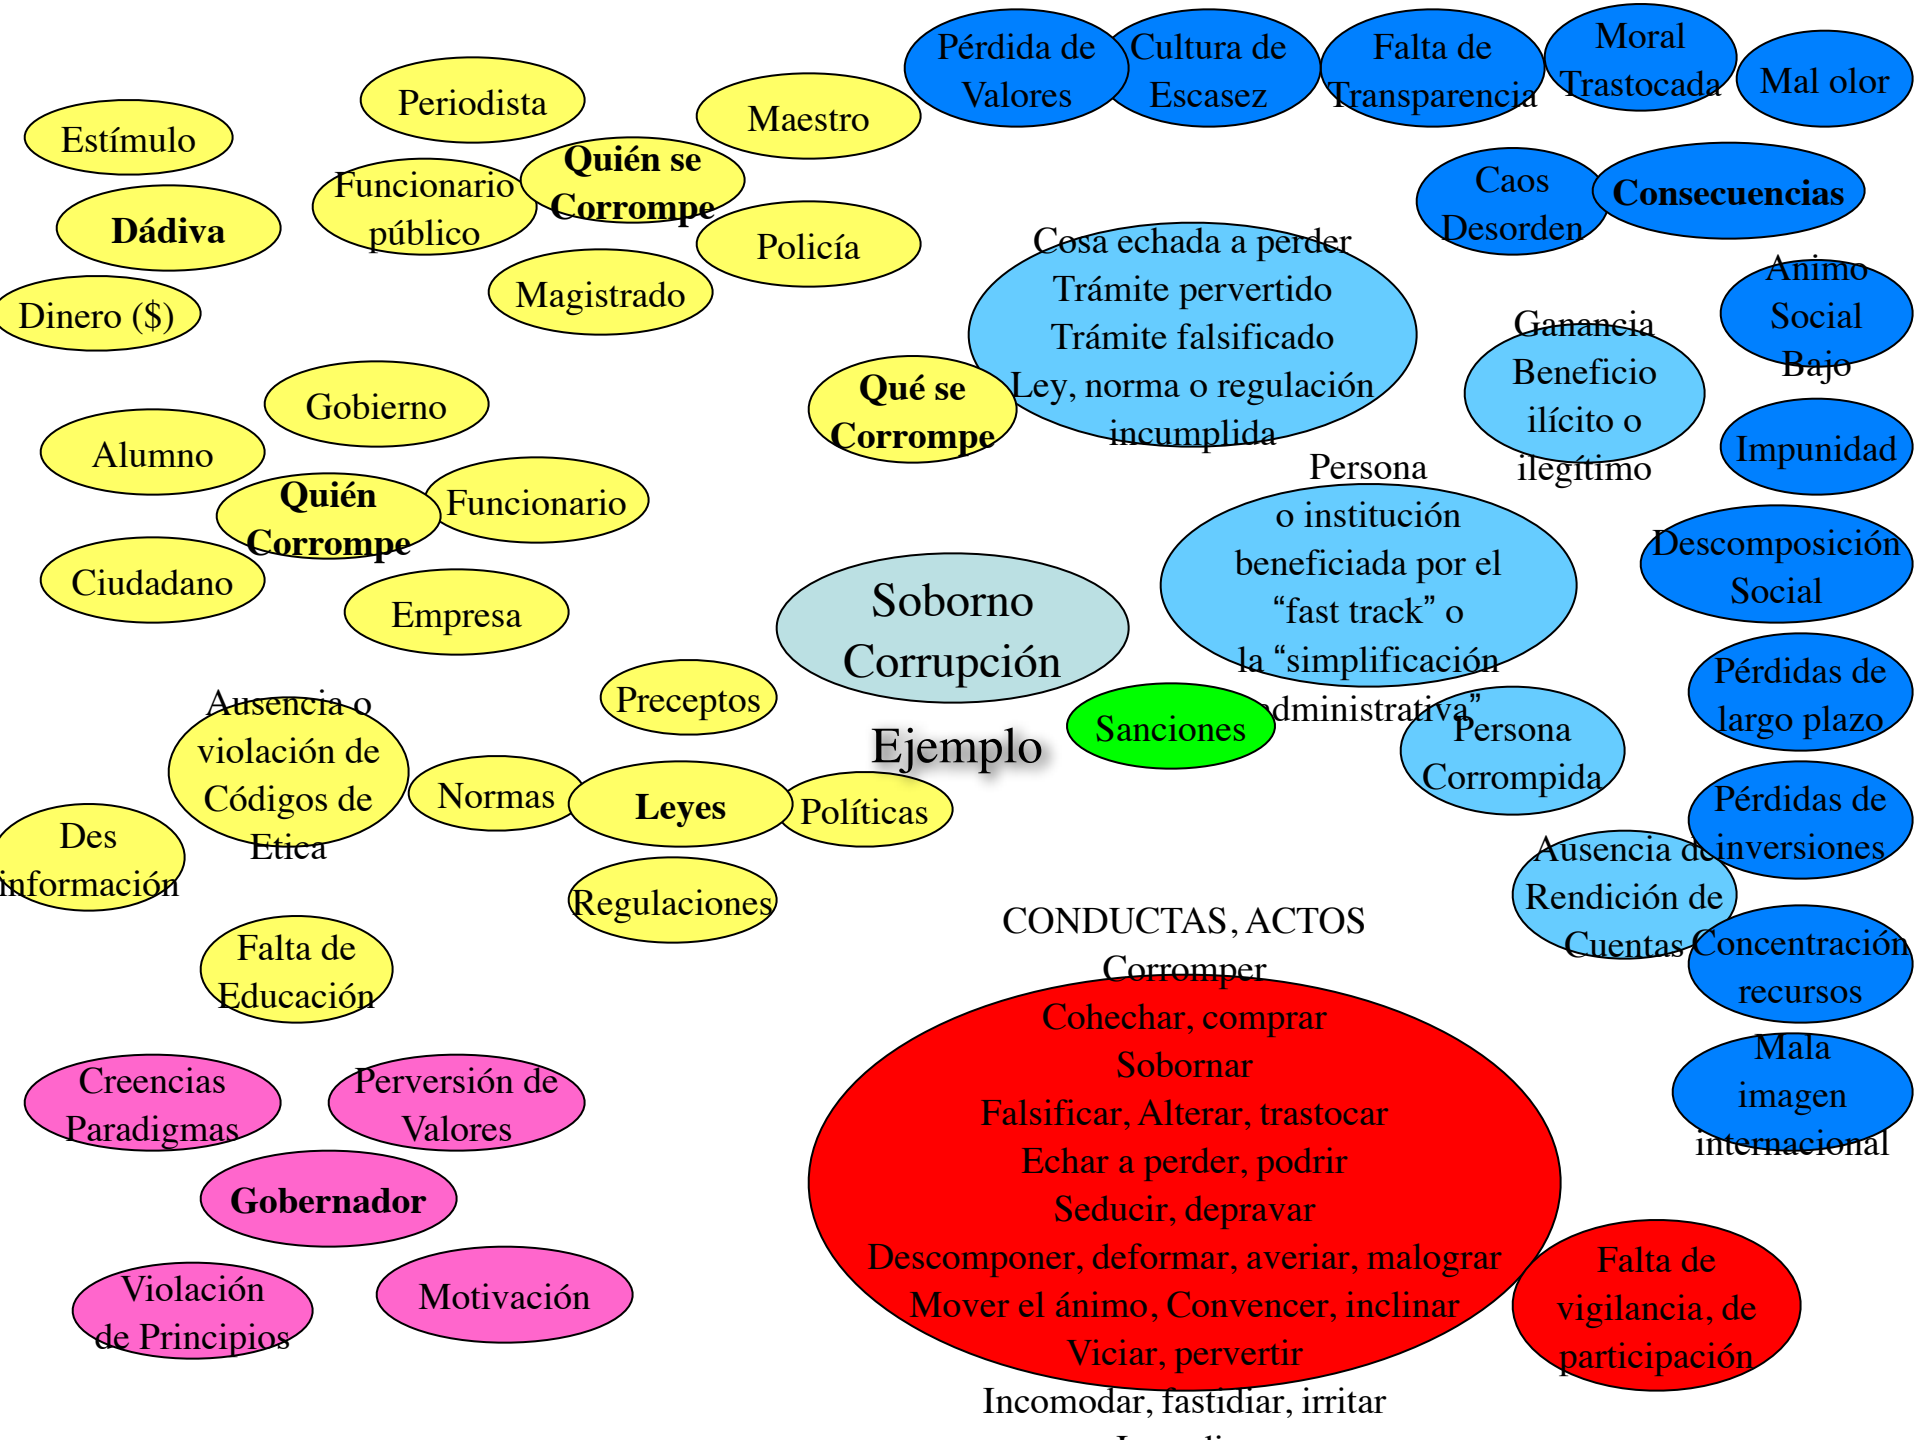 Pérdida de
Valores
Cultura de
Escasez
Falta de
Transparencia
Moral
Trastocada
Mal olor
Periodista
Maestro
Estímulo
Quién se
Corrompe
Funcionario
público
Dádiva
Policía
Magistrado
Dinero ($)
Caos
Desorden
Consecuencias
Cosa echada a perder
Trámite pervertido
Trámite falsificado
Ley, norma o regulación
incumplida
Qué se
Corrompe
Ganancia
Beneficio
ilícito o
ilegítimo
Animo
Social
Bajo
Impunidad
Gobierno
Alumno
Quién
Corrompe
Funcionario
Ciudadano
Empresa
Persona
o institución
beneficiada por el
“fast track” o
la “simplificación
administrativa”
Descomposición
Social
Soborno
Corrupción
Ejemplo
Sanciones
Persona
Corrompida
Pérdidas de
largo plazo
Pérdidas de
inversiones
Preceptos
Ausencia o
violación de
Códigos de
Etica
Normas
Leyes
Políticas
Regulaciones
Des
información
Falta de
Educación
Ausencia de
Rendición de
Cuentas
Concentración
recursos
Mala
imagen
internacional
CONDUCTAS, ACTOS
Corromper
Cohechar, comprar
Sobornar
Falsificar, Alterar, trastocar
Echar a perder, podrir
Seducir, depravar
Descomponer, deformar, averiar, malograr
Mover el ánimo, Convencer, inclinar
Viciar, pervertir
Incomodar, fastidiar, irritar
Creencias
Paradigmas
Perversión de
Valores
Gobernador
Violación
de Principios
Motivación
Falta de
vigilancia, de
participación